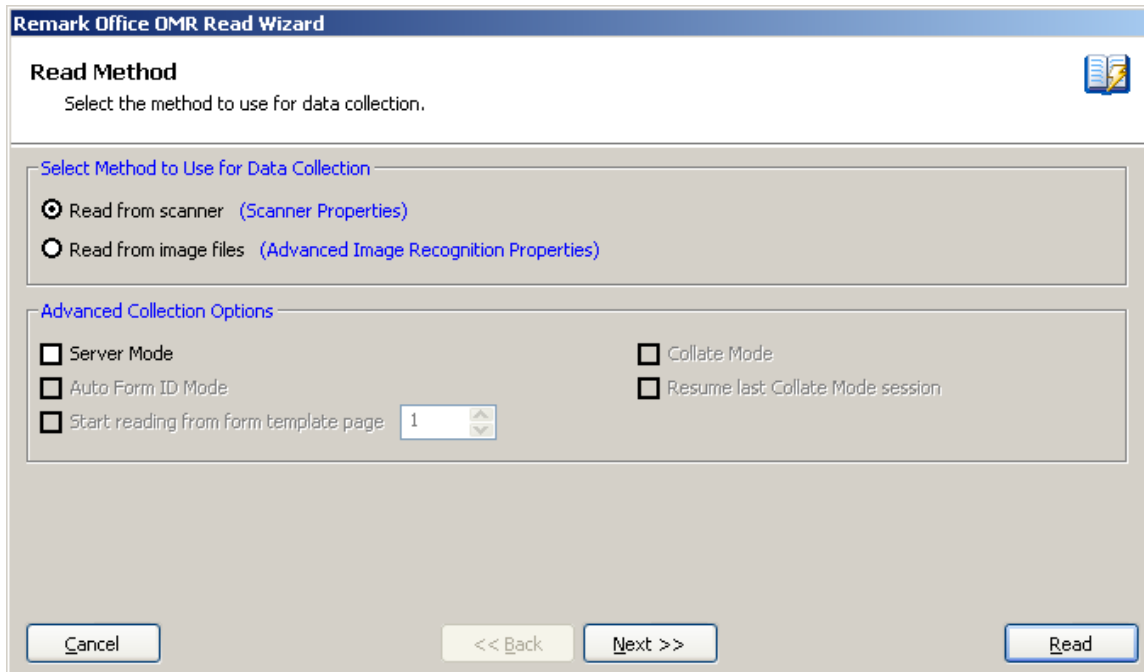 Remark Office OMR Read Wizard
Read Method
Select the method to use for data collection.
Select Method to Use for Data Collection
Read from scanner (Scanner Properties)
Read from image files (Advanced Image Recognition Properties)
Advanced Collection Options
Server Mode Collate Mode
Auto Form ID Mode Resume last Collate Mode session
Start reading from form template page 1
Cancel << Back Next >> Read